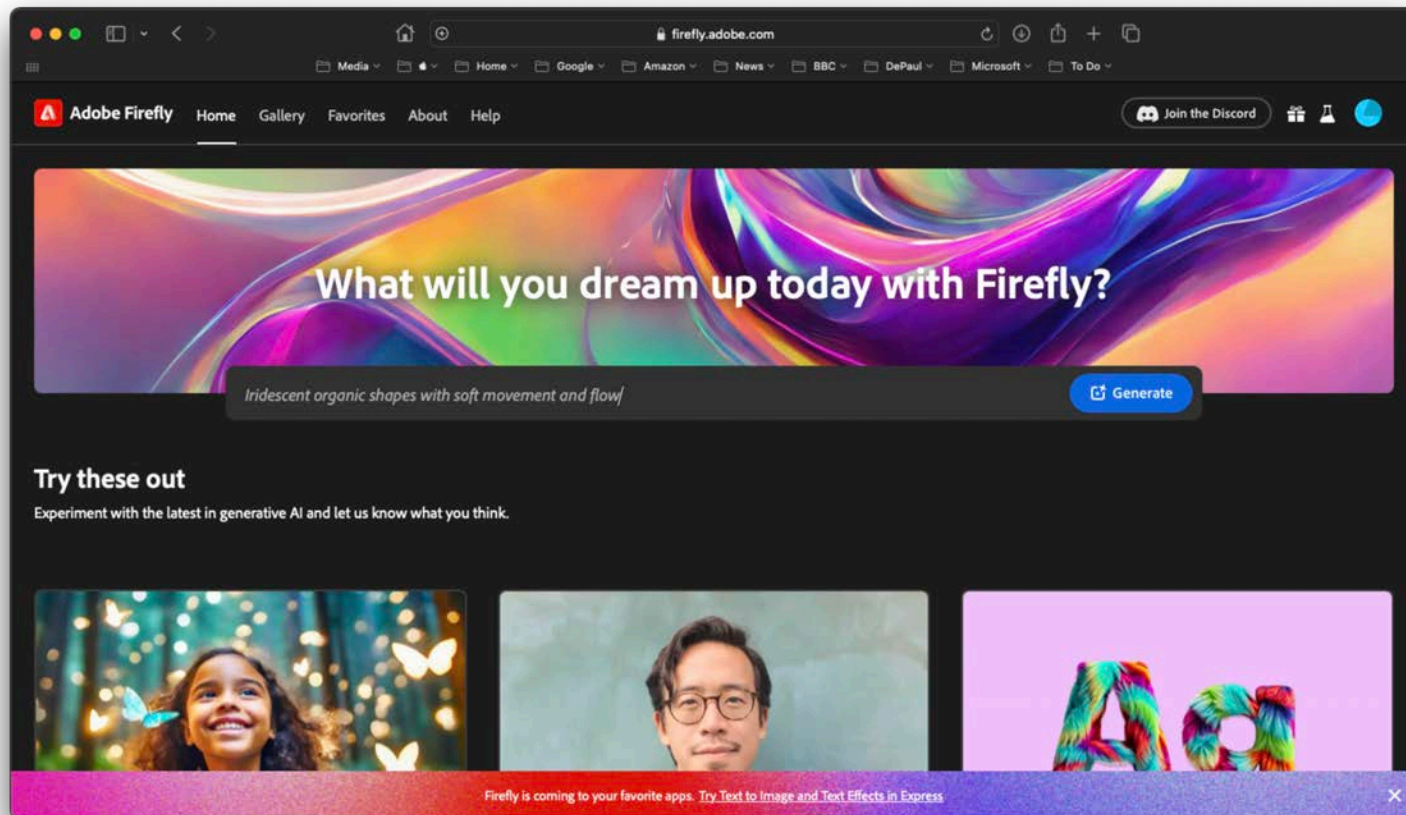 firefly.adobe.com
Media Home Google Amazon News BBC DePaul Microsoft To Do
Adobe Firefly Home Gallery Favorites About Help Join the Discord
What will you dream up today with Firefly?
Iridescent organic shapes with soft movement and flow
Generate
Try these out
Experiment with the latest in generative AI and let us know what you think.
Aa
Firefly is coming to your favorite apps. Try Text to Image and Text Effects in Express